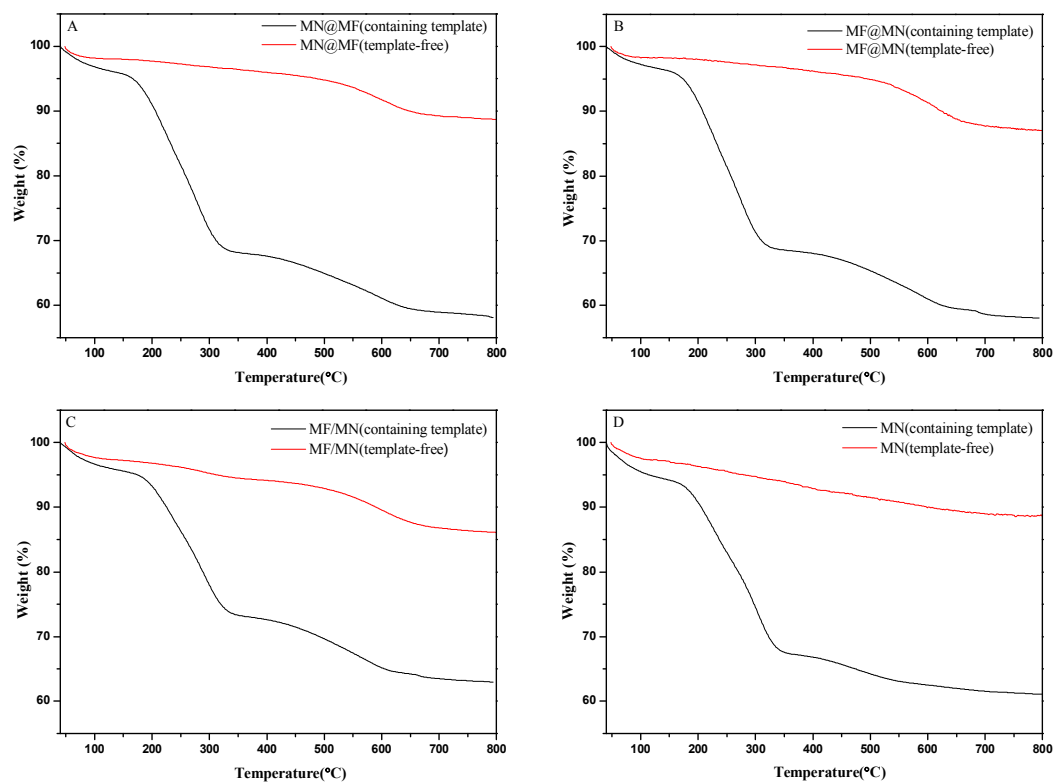 A
MN@MF(containing template)
MN@MF(template-free)
100
90
80
70
60
Weight (%)
100 200 300 400 500 600 700 800
Temperature(°C)
B
MF@MN(containing template)
MF@MN(template-free)
100
90
80
70
60
Weight (%)
100 200 300 400 500 600 700 800
Temperature(°C)
C
MF/MN(containing template)
MF/MN(template-free)
100
90
80
70
60
Weight (%)
100 200 300 400 500 600 700 800
Temperature(°C)
D
MN(containing template)
MN(template-free)
100
90
80
70
60
Weight (%)
100 200 300 400 500 600 700 800
Temperature(°C)